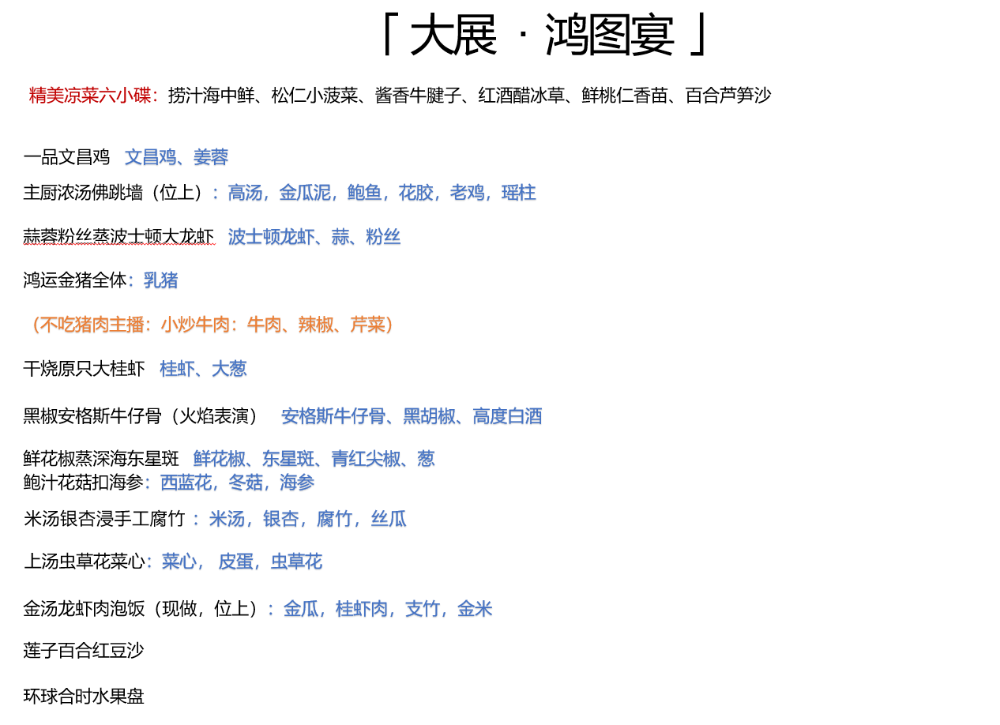 「 大展 · 鸿图宴 」
精美凉菜六小碟：捞汁海中鲜、松仁小菠菜、酱香牛腱子、红酒醋冰草、鲜桃仁香苗、百合芦笋沙
一品文昌鸡 文昌鸡、姜蓉
主厨浓汤佛跳墙（位上）：高汤，金瓜泥，鲍鱼，花胶，老鸡，瑶柱
蒜蓉粉丝蒸波士顿大龙虾 波士顿龙虾、蒜、粉丝
鸿运金猪全体：乳猪
（不吃猪肉主播：小炒牛肉：牛肉、辣椒、芹菜）
干烧原只大桂虾 桂虾、大葱
黑椒安格斯牛仔骨（火焰表演） 安格斯牛仔骨、黑胡椒、高度白酒
鲜花椒蒸深海东星斑 鲜花椒、东星斑、青红尖椒、葱
鲍汁花菇扣海参：西蓝花，冬菇，海参
米汤银杏浸手工腐竹 ：米汤，银杏，腐竹，丝瓜
上汤虫草花菜心：菜心， 皮蛋，虫草花
金汤龙虾肉泡饭（现做，位上）：金瓜，桂虾肉，支竹，金米
莲子百合红豆沙
环球合时水果盘